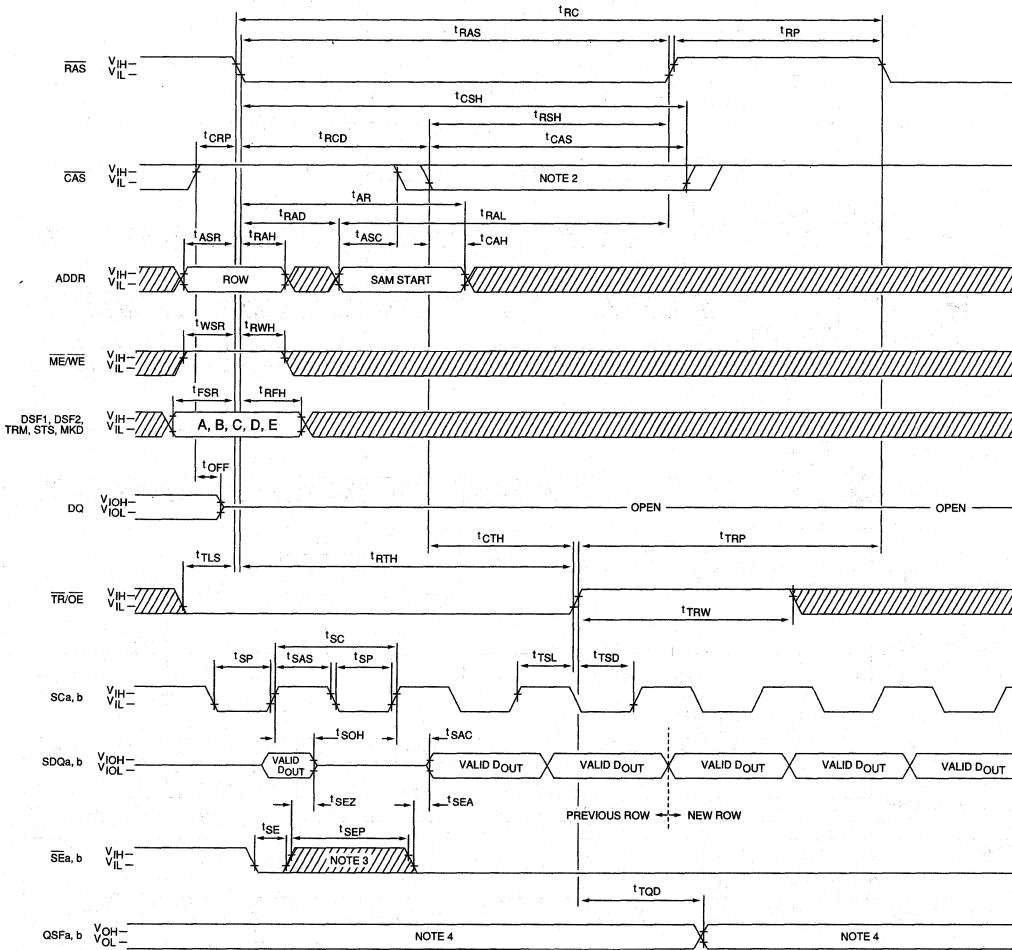 tRC
tRAS
tRP
RAS VIH VIL
tCSH
tRSH
tCRP
tRCD
tCAS
CAS VIH VIL
NOTE 2
tAR
tRAD
tRAL
tASR
tRAH
tASC
tCAH
ADDR VIH VIL
ROW
SAM START
tWSR
tRWH
ME/WE VIH VIL
tFSR
tRFH
DSF1, DSF2,
TRM, STS, MKD
VIH VIL
A, B, C, D, E
tOFF
DQ VIOH VIOL
OPEN
OPEN
tCTH
tTRP
tTLS
tRTH
TR/OE VIH VIL
tTRW
tSC
tSP
tSAS
tSP
tTSL
tTSD
SCa, b VIH VIL
tSOH
tSAC
SDQa, b VIOH VIOL
VALID DOUT
VALID DOUT
VALID DOUT
VALID DOUT
VALID DOUT
VALID DOUT
tSEZ
tSEA
PREVIOUS ROW
NEW ROW
tSE
tSEP
SEa, b VIH VIL
NOTE 3
tTQD
QSFa, b VOH VOL
NOTE 4
NOTE 4